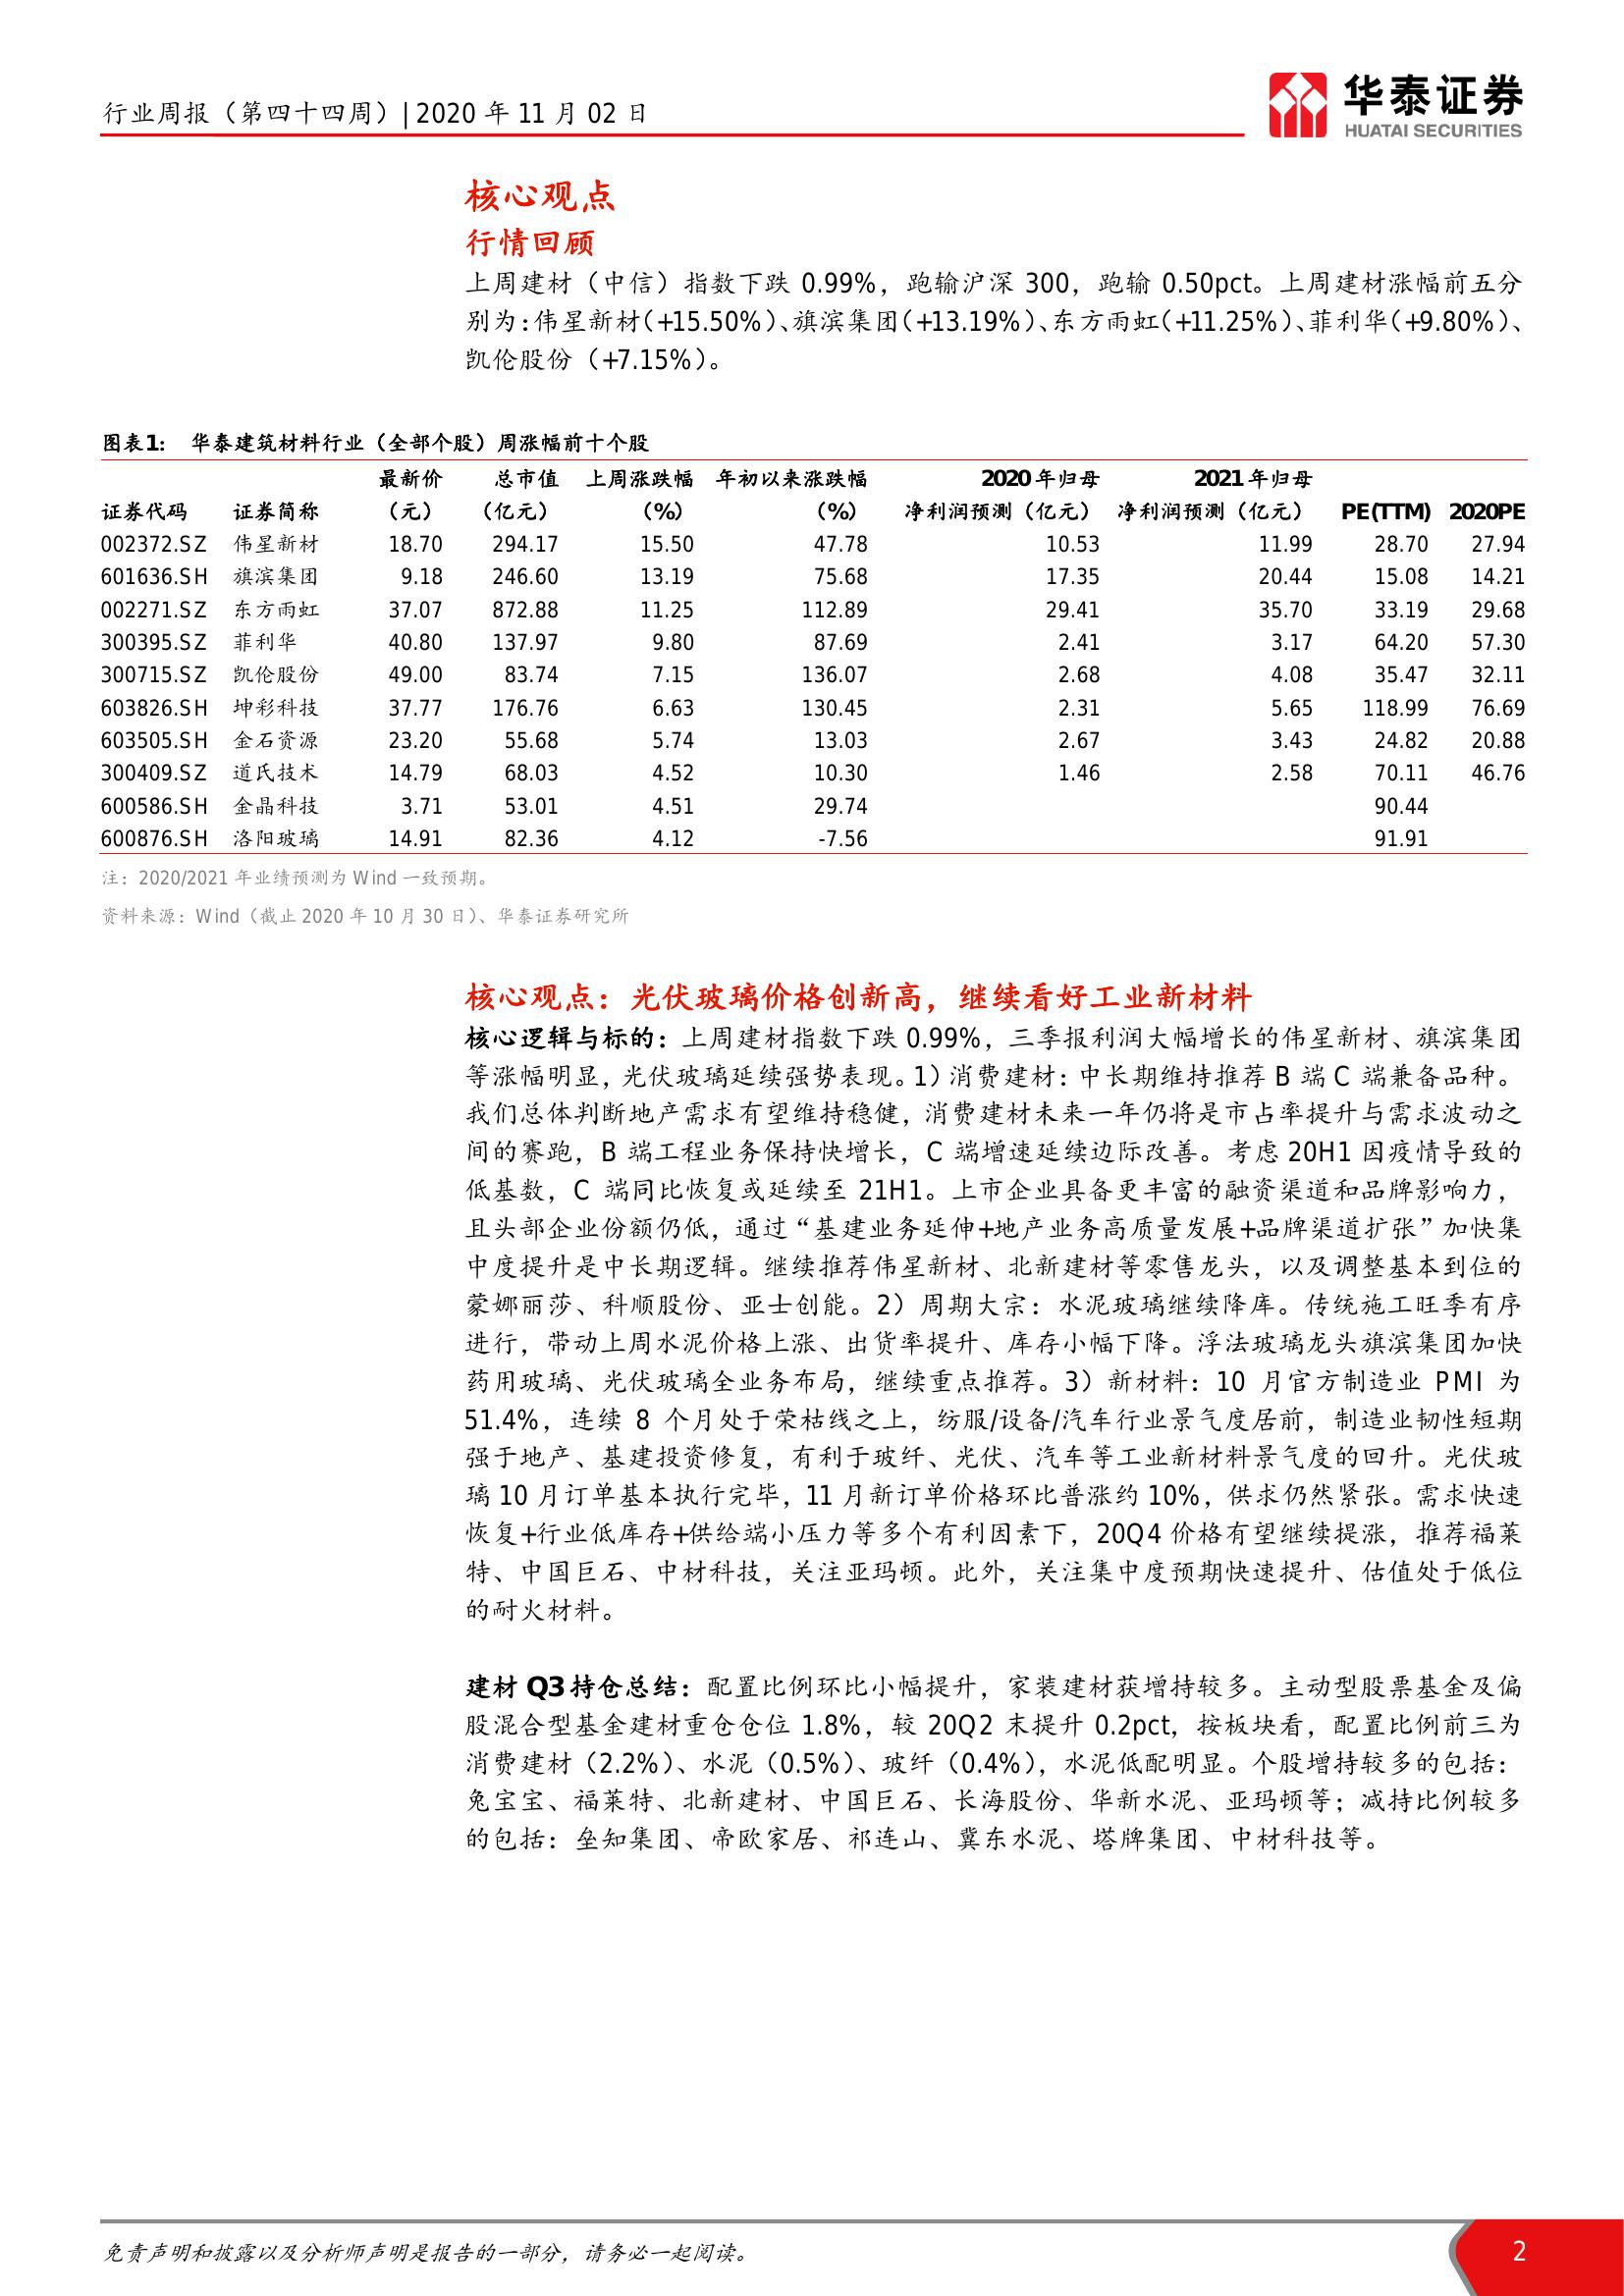 行业周报（第四十四周）| 2020 年 11 月 02 日
华泰证券
HUATAI SECURITIES
核心观点
行情回顾
上周建材（中信）指数下跌 0.99%，跑输沪深 300，跑输 0.50pct。上周建材涨幅前五分
别为：伟星新材（+15.50%）、旗滨集团（+13.19%）、东方雨虹（+11.25%）、菲利华（+9.80%）、
凯伦股份（+7.15%）。
图表1： 华泰建筑材料行业（全部个股）周涨幅前十个股
最新价 总市值 上周涨跌幅 年初以来涨跌幅 2020 年归母 2021 年归母
证券代码 证券简称 （元） （亿元） （%） （%） 净利润预测（亿元） 净利润预测（亿元） PE(TTM) 2020PE
002372.SZ 伟星新材 18.70 294.17 15.50 47.78 10.53 11.99 28.70 27.94
601636.SH 旗滨集团 9.18 246.60 13.19 75.68 17.35 20.44 15.08 14.21
002271.SZ 东方雨虹 37.07 872.88 11.25 112.89 29.41 35.70 33.19 29.68
300395.SZ 菲利华 40.80 137.97 9.80 87.69 2.41 3.17 64.20 57.30
300715.SZ 凯伦股份 49.00 83.74 7.15 136.07 2.68 4.08 35.47 32.11
603826.SH 坤彩科技 37.77 176.76 6.63 130.45 2.31 5.65 118.99 76.69
603505.SH 金石资源 23.20 55.68 5.74 13.03 2.67 3.43 24.82 20.88
300409.SZ 道氏技术 14.79 68.03 4.52 10.30 1.46 2.58 70.11 46.76
600586.SH 金晶科技 3.71 53.01 4.51 29.74 90.44
600876.SH 洛阳玻璃 14.91 82.36 4.12 -7.56 91.91
注：2020/2021 年业绩预测为 Wind 一致预期。
资料来源：Wind（截止 2020 年 10 月 30 日）、华泰证券研究所
核心观点：光伏玻璃价格创新高，继续看好工业新材料
核心逻辑与标的：上周建材指数下跌 0.99%，三季报利润大幅增长的伟星新材、旗滨集团
等涨幅明显，光伏玻璃延续强势表现。1）消费建材：中长期维持推荐 B 端 C 端兼备品种。
我们总体判断地产需求有望维持稳健，消费建材未来一年仍将是市占率提升与需求波动之
间的赛跑，B 端工程业务保持快增长，C 端增速延续边际改善。考虑 20H1 因疫情导致的
低基数，C 端同比恢复或延续至 21H1。上市企业具备更丰富的融资渠道和品牌影响力，
且头部企业份额仍低，通过“基建业务延伸+地产业务高质量发展+品牌渠道扩张”加快集
中度提升是中长期逻辑。继续推荐伟星新材、北新建材等零售龙头，以及调整基本到位的
蒙娜丽莎、科顺股份、亚士创能。2）周期大宗：水泥玻璃继续降库。传统施工旺季有序
进行，带动上周水泥价格上涨、出货率提升、库存小幅下降。浮法玻璃龙头旗滨集团加快
药用玻璃、光伏玻璃全业务布局，继续重点推荐。3）新材料：10 月官方制造业 PMI 为
51.4%，连续 8 个月处于荣枯线之上，纺服/设备/汽车行业景气度居前，制造业韧性短期
强于地产、基建投资修复，有利于玻纤、光伏、汽车等工业新材料景气度的回升。光伏玻
璃 10 月订单基本执行完毕，11 月新订单价格环比普涨约 10%，供求仍然紧张。需求快速
恢复+行业低库存+供给端小压力等多个有利因素下，20Q4 价格有望继续提涨，推荐福莱
特、中国巨石、中材科技，关注亚玛顿。此外，关注集中度预期快速提升、估值处于低位
的耐火材料。
建材 Q3 持仓总结：配置比例环比小幅提升，家装建材获增持较多。主动型股票基金及偏
股混合型基金建材重仓仓位 1.8%，较 20Q2 末提升 0.2pct，按板块看，配置比例前三为
消费建材（2.2%）、水泥（0.5%）、玻纤（0.4%），水泥低配明显。个股增持较多的包括：
兔宝宝、福莱特、北新建材、中国巨石、长海股份、华新水泥、亚玛顿等；减持比例较多
的包括：垒知集团、帝欧家居、祁连山、冀东水泥、塔牌集团、中材科技等。
免责声明和披露以及分析师声明是报告的一部分，请务必一起阅读。
2